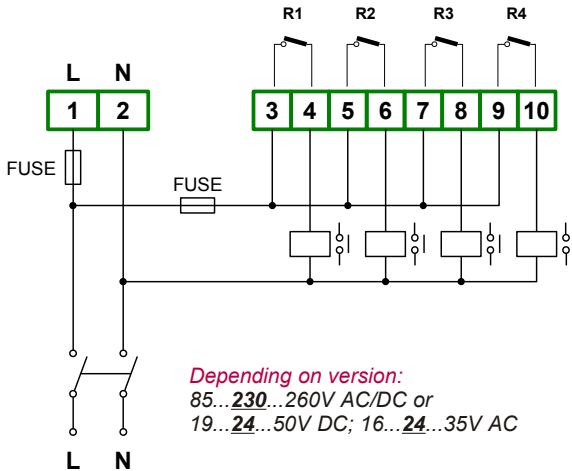 R1 R2 R3 R4
L N
1 2 3 4 5 6 7 8 9 10
FUSE
FUSE
Depending on version:
85...230...260V AC/DC or
19...24...50V DC; 16...24...35V AC
L N